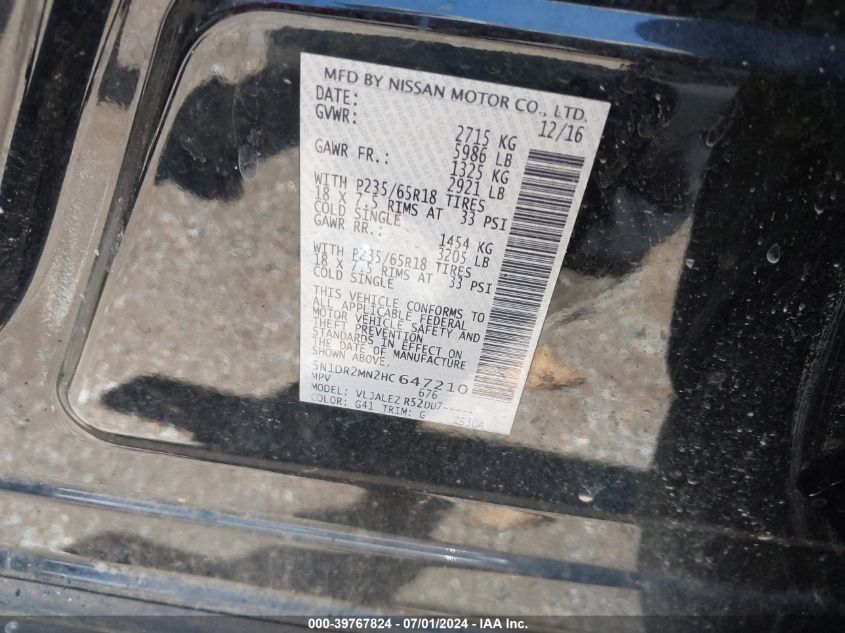 MFD BY NISSAN MOTOR CO., LTD.
DATE: 12/16
GVWR: 2715 KG
5986 LB
GAWR FR.: 1325 KG
2921 LB
WITH P235/65R18 TIRES
18 X 7.5 RIMS AT 33 PSI
COLD SINGLE
GAWR RR.: 1454 KG
3205 LB
WITH P235/65R18 TIRES
18 X 7.5 RIMS AT 33 PSI
COLD SINGLE
THIS VEHICLE CONFORMS TO
ALL APPLICABLE FEDERAL
MOTOR VEHICLE SAFETY AND
THEFT PREVENTION
STANDARDS IN EFFECT ON
THE DATE OF MANUFACTURE
SHOWN ABOVE.
5N1DR2MN2HC647210
MPV 676
MODEL: VLJALEZ R52DU7-----
COLOR: G41 TRIM: G 2530A
000-39767824 - 07/01/2024 - IAA Inc.